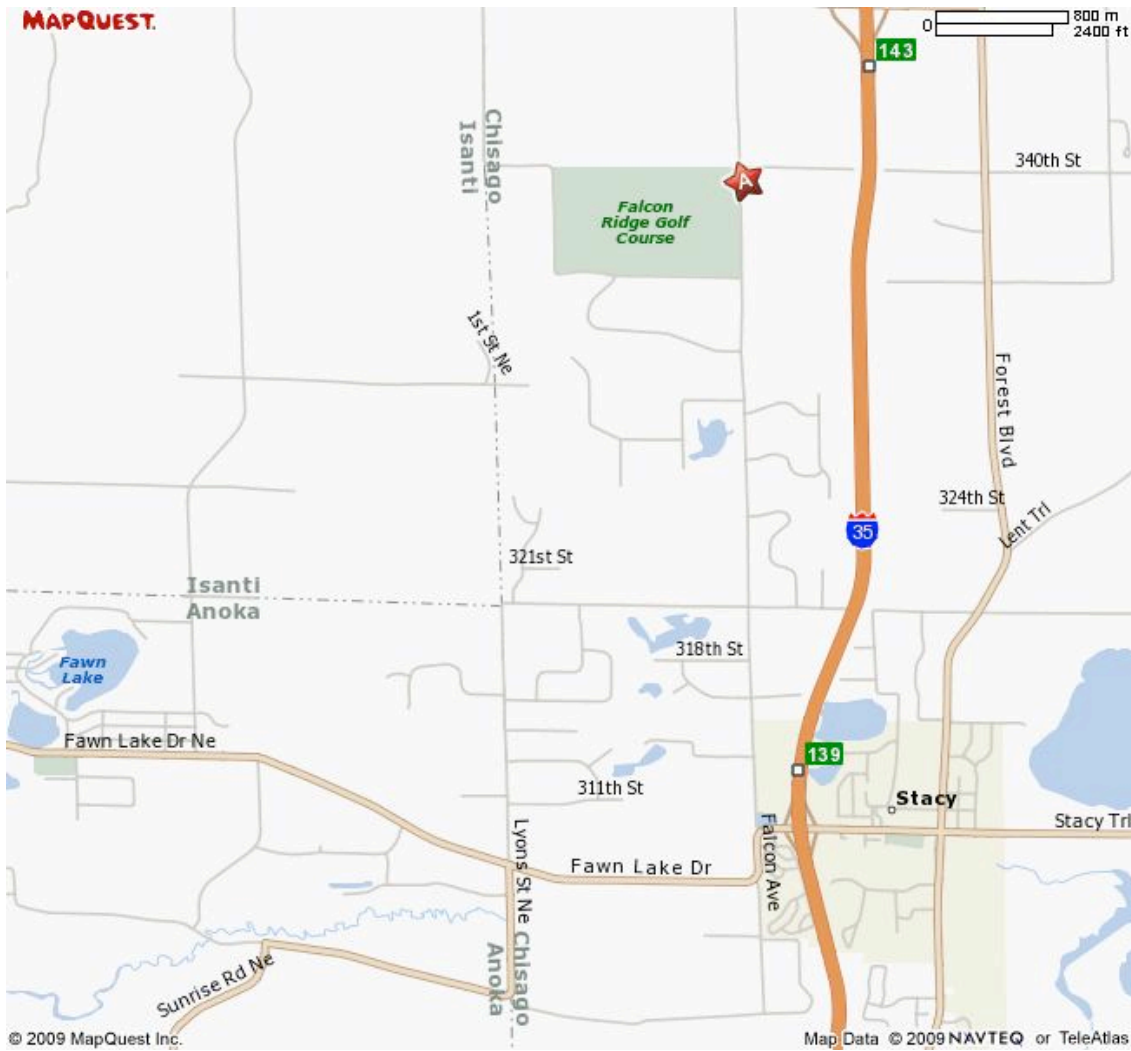 MAPQUEST.
0
800 m
2400 ft
143
Chisago
Isanti
340th St
A
Falcon
Ridge Golf
Course
1st St Ne
Forest Blvd
324th St
Lent Trl
35
321st St
Isanti
Anoka
318th St
Fawn
Lake
Fawn Lake Dr Ne
139
311th St
Stacy
Stacy Trl
Falcon Ave
Lyons St Ne
Fawn Lake Dr
Anoka
Chisago
Sunrise Rd Ne
© 2009 MapQuest Inc.
Map Data © 2009 NAVTEQ or TeleAtlas